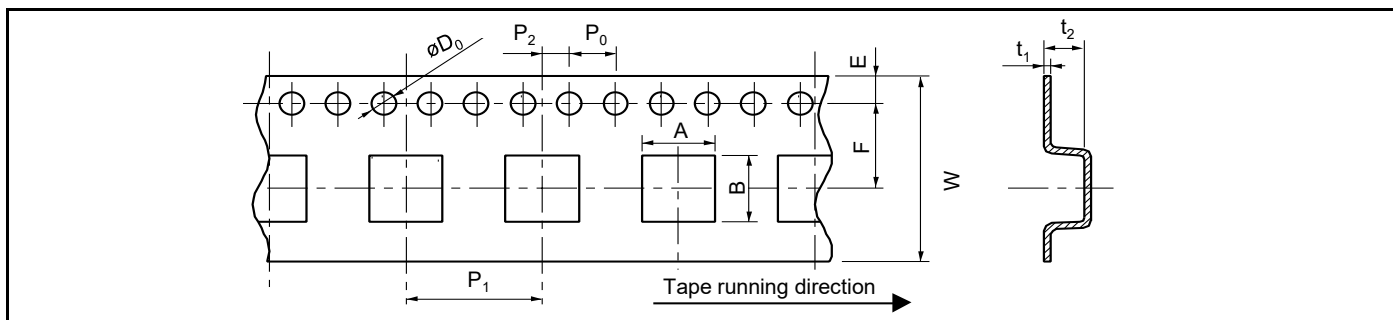 P₂
P₀
øD₀
E
t₂
t₁
A
F
B
W
P₁
Tape running direction